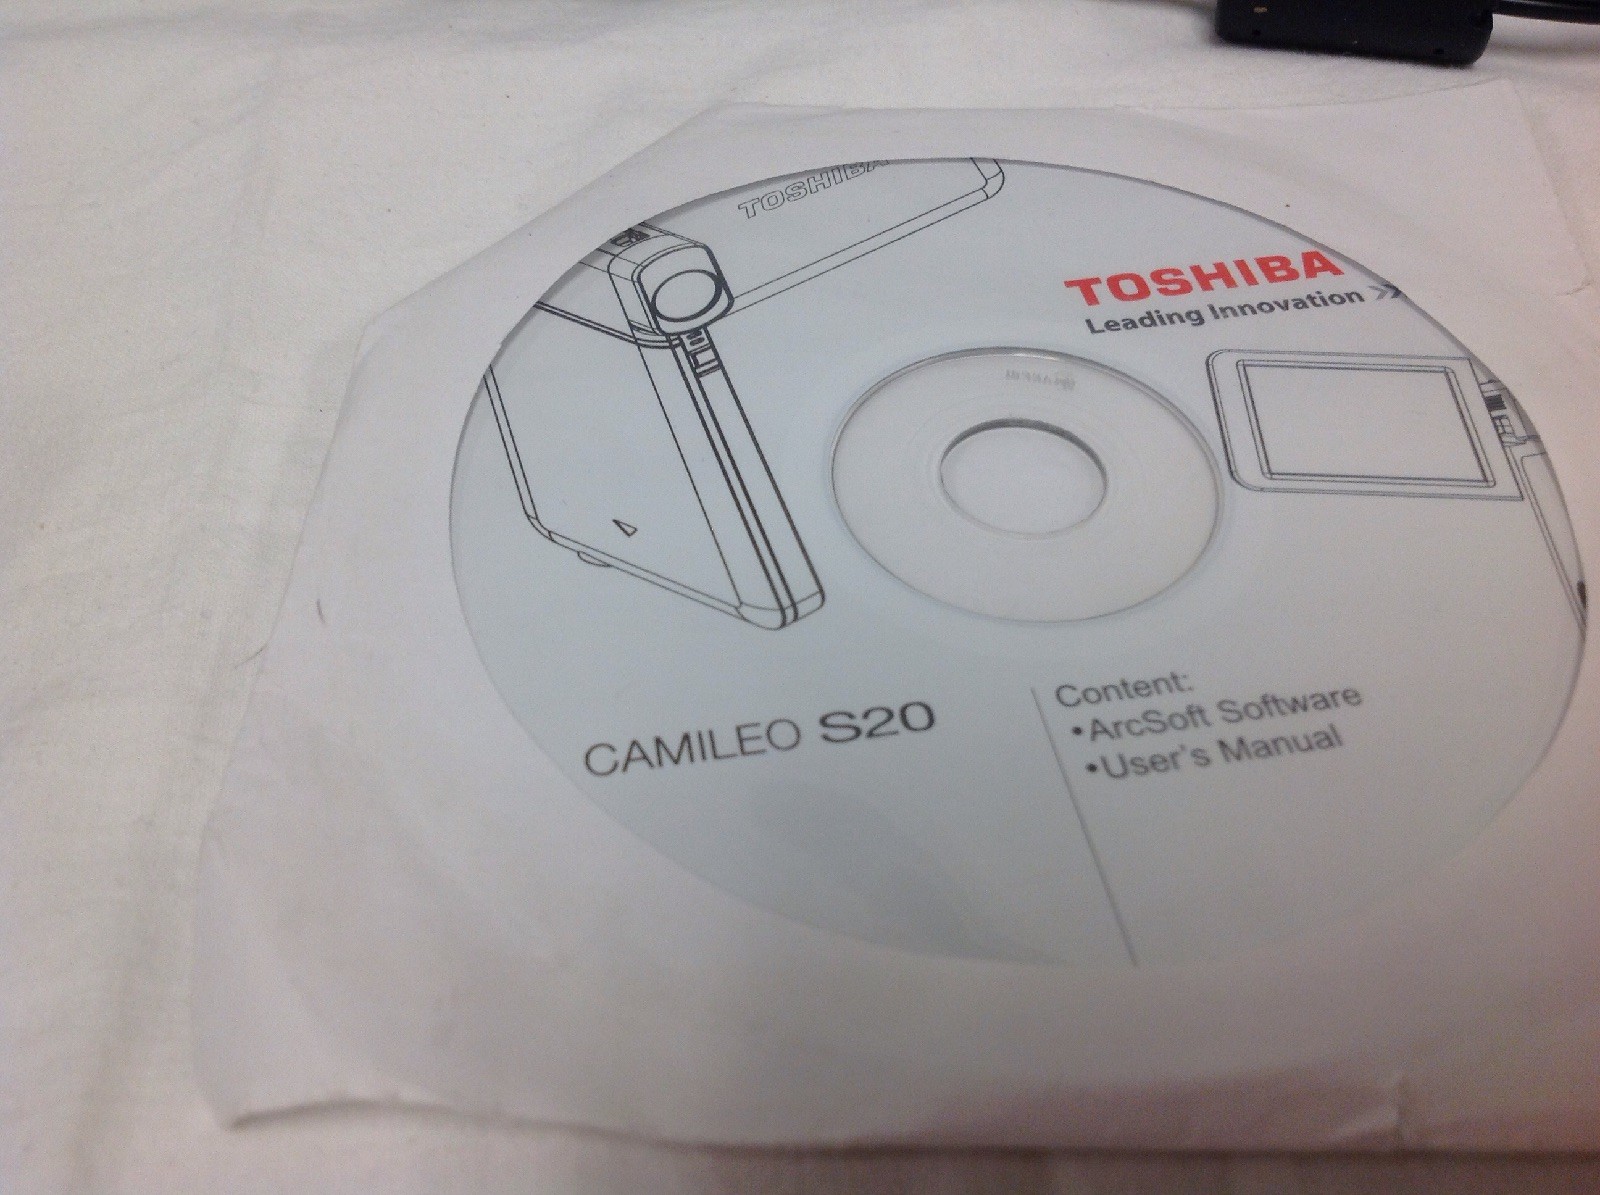 TOSHIBA
TOSHIBA
Leading Innovation >>
CAMILEO S20
Content:
•ArcSoft Software
•User's Manual